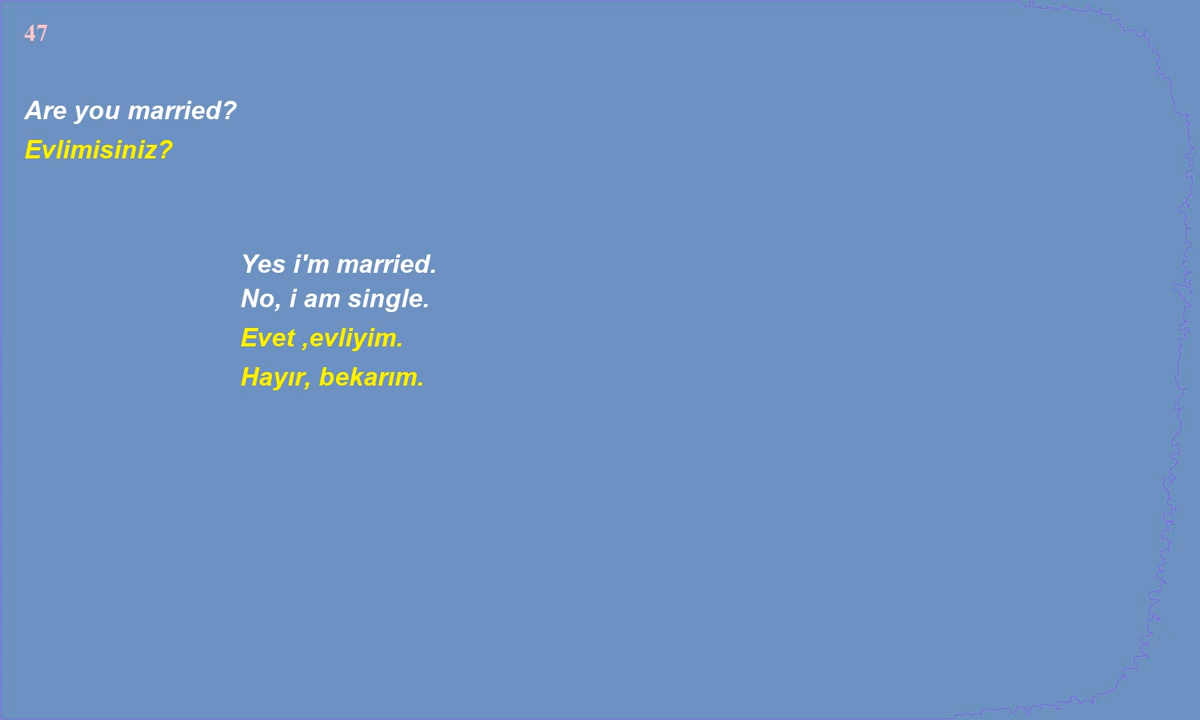 47
Are you married?
Evlimisiniz?
Yes i'm married.
No, i am single.
Evet ,evliyim.
Hayır, bekarım.